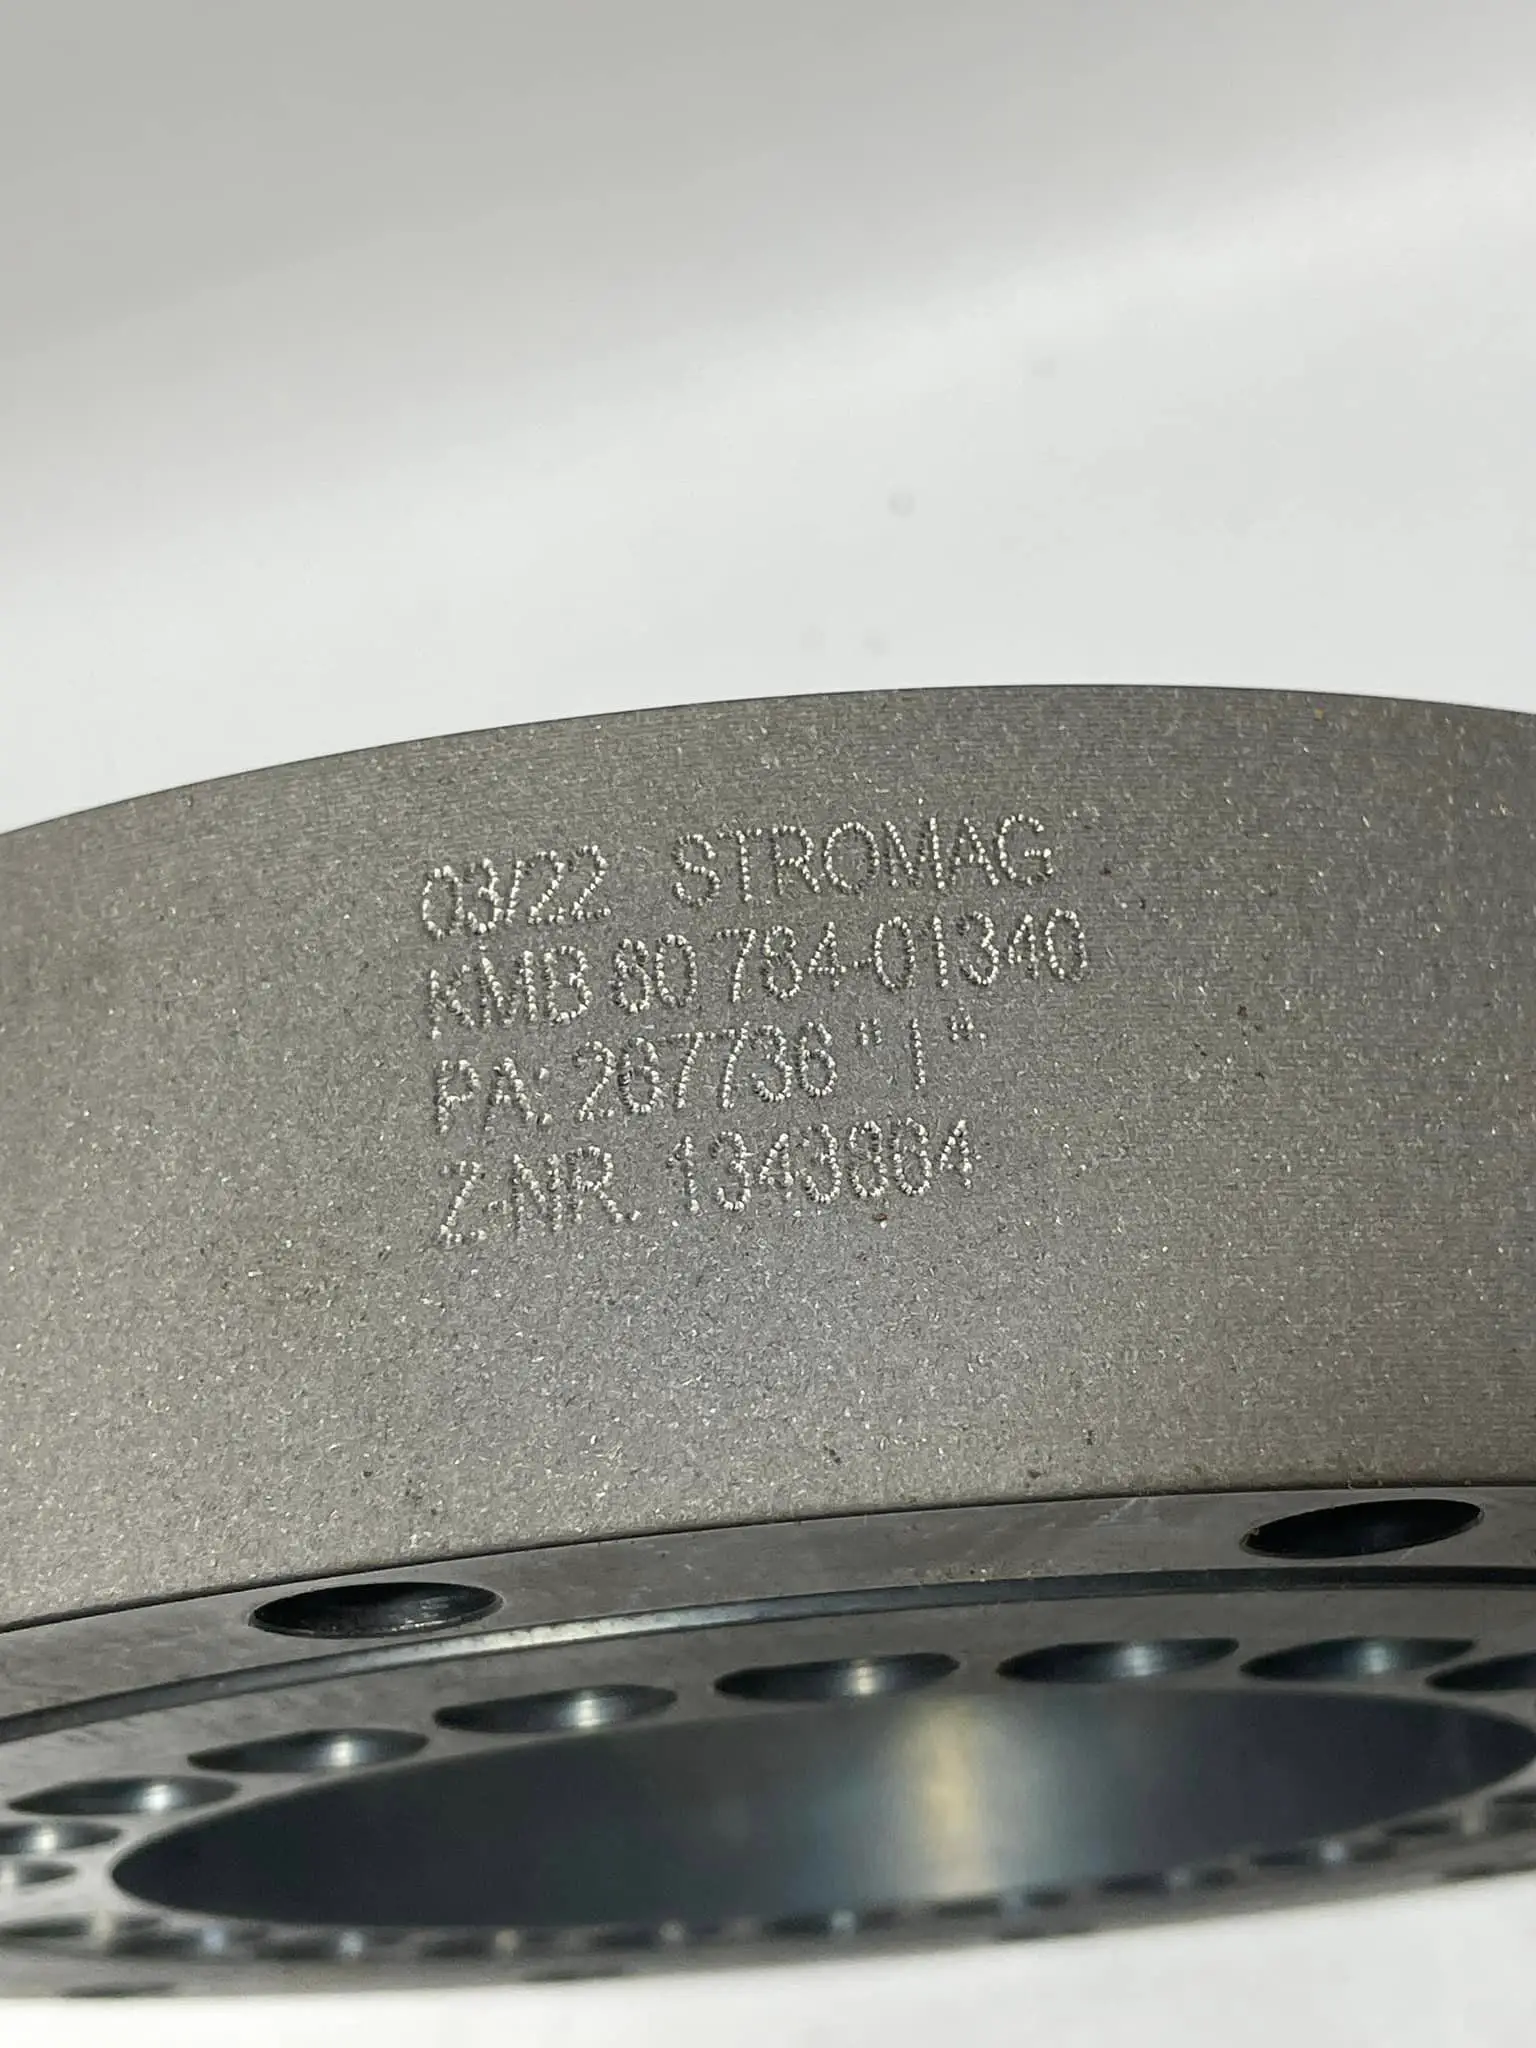 03/22 STROMAG
KMB 80 784-01340
PA: 267736 "I"
Z-NR. 1343864